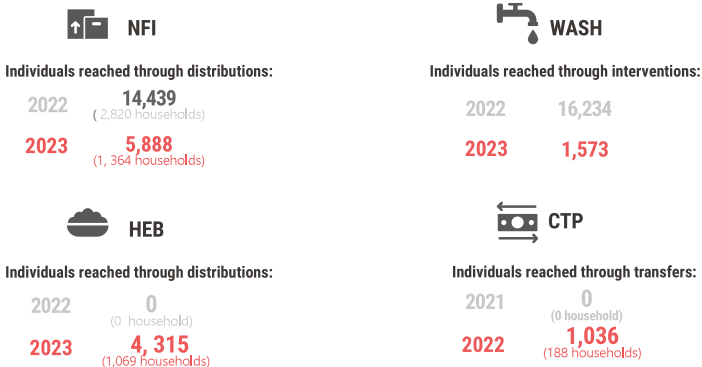 NFI
Individuals reached through distributions:
2022 14,439
( 2,820 households)
2023 5,888
(1, 364 households)
WASH
Individuals reached through interventions:
2022 16,234
2023 1,573
HEB
Individuals reached through distributions:
2022 0
(0 household)
2023 4, 315
(1,069 households)
CTP
Individuals reached through transfers:
2021 0
(0 household)
2022 1,036
(188 households)